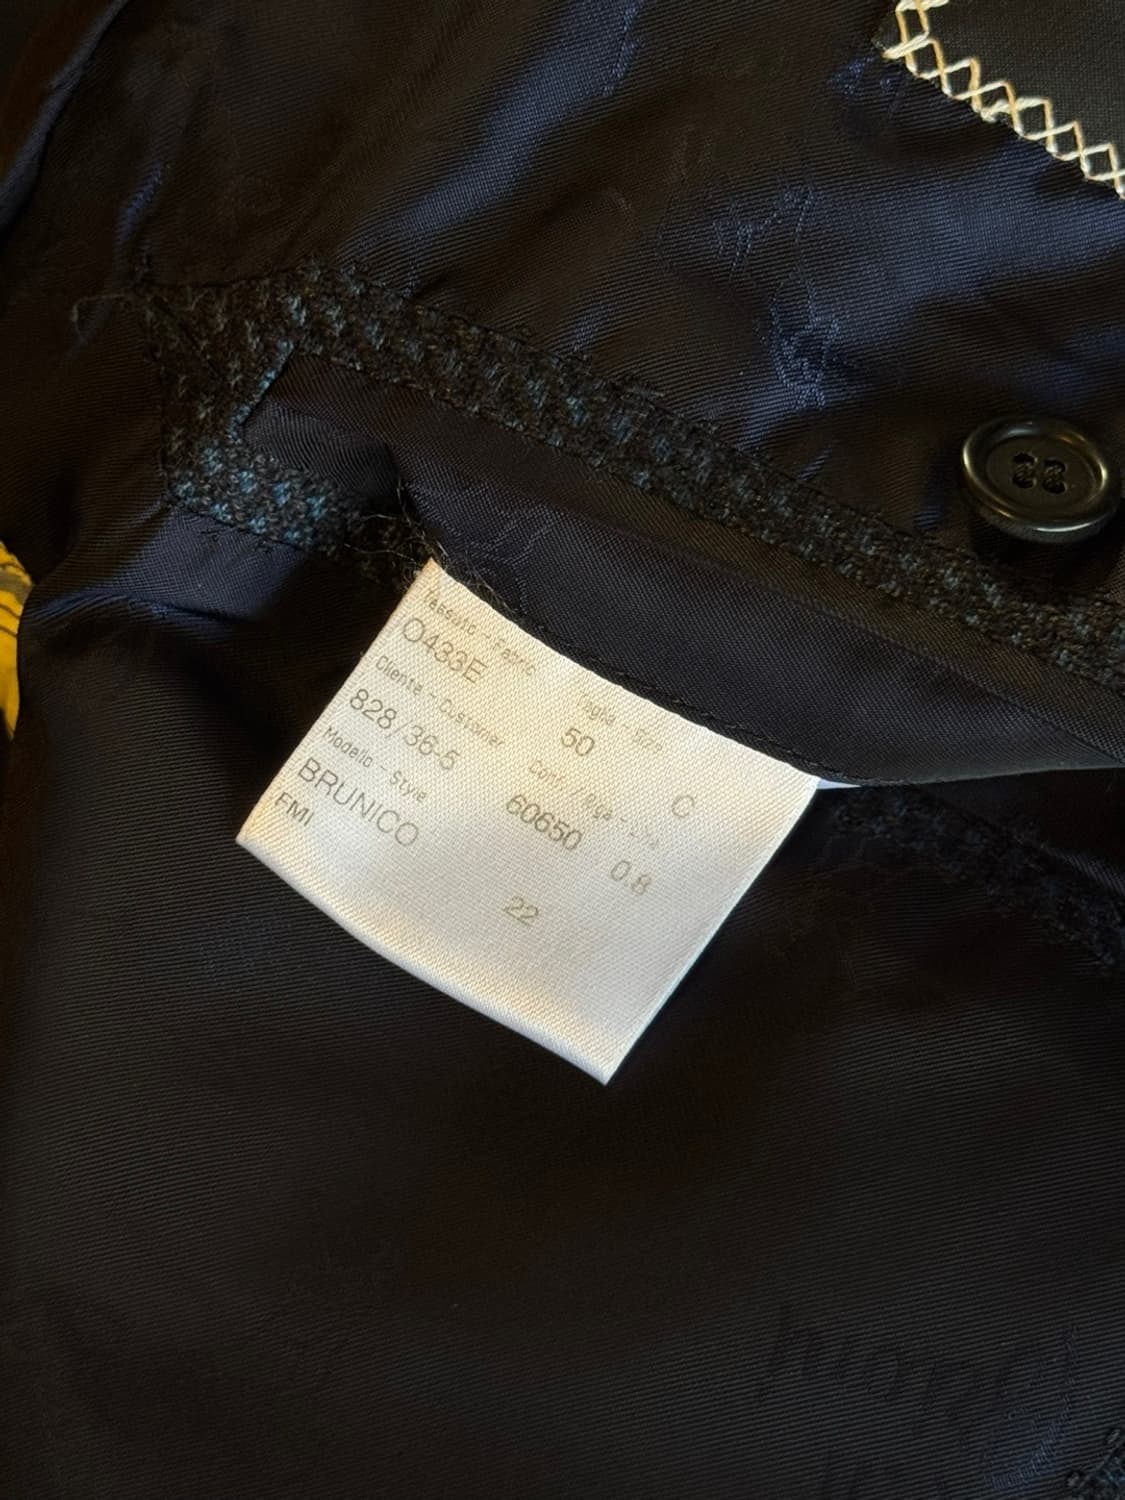 Tessuto - Fabric
O433E
Taglia - Size
50 C
Cliente - Customer
828/36-5
Conf./Riga -
60650 0.8
Modello - Style
BRUNICO
FMI
22